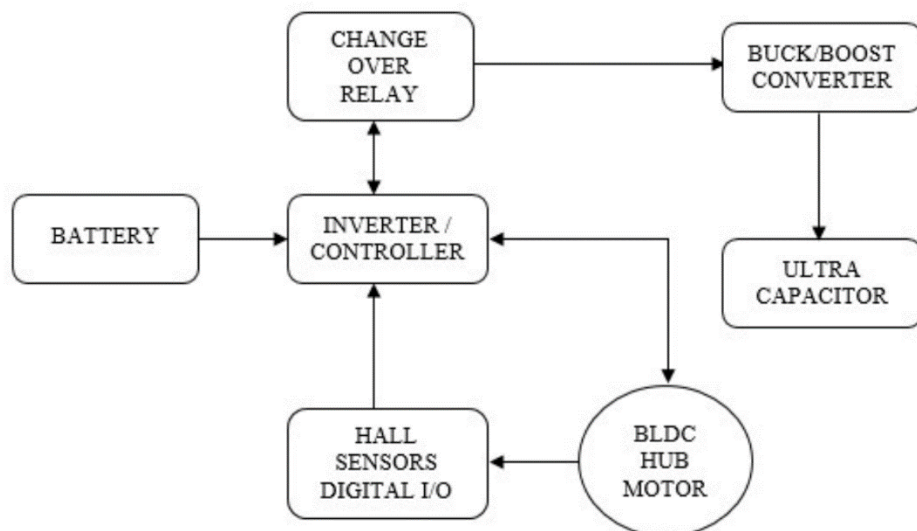 CHANGE
OVER
RELAY
BUCK/BOOST
CONVERTER
BATTERY
INVERTER /
CONTROLLER
ULTRA
CAPACITOR
HALL
SENSORS
DIGITAL I/O
BLDC
HUB
MOTOR